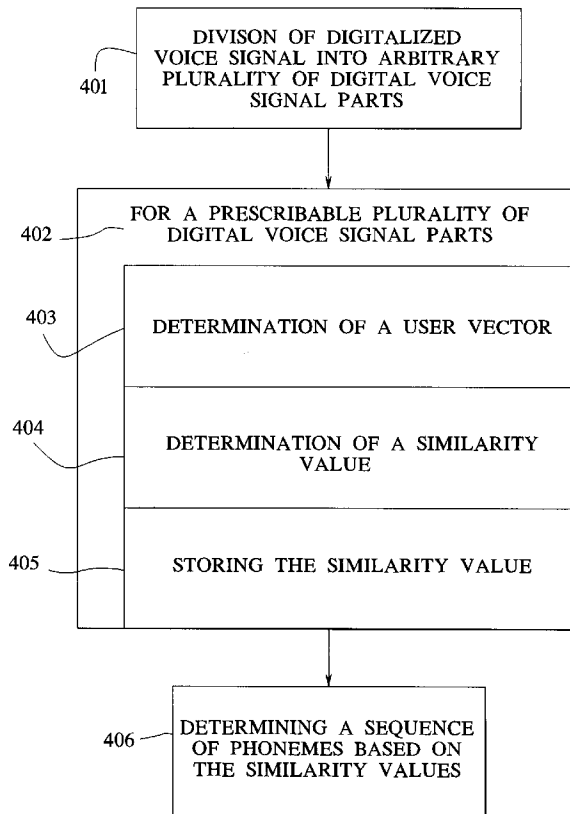 DIVISON OF DIGITALIZED
VOICE SIGNAL INTO ARBITRARY
PLURALITY OF DIGITAL VOICE
SIGNAL PARTS
401
FOR A PRESCRIBABLE PLURALITY OF
DIGITAL VOICE SIGNAL PARTS
402
403
DETERMINATION OF A USER VECTOR
404
DETERMINATION OF A SIMILARITY
VALUE
405
STORING THE SIMILARITY VALUE
406
DETERMINING A SEQUENCE
OF PHONEMES BASED ON
THE SIMILARITY VALUES